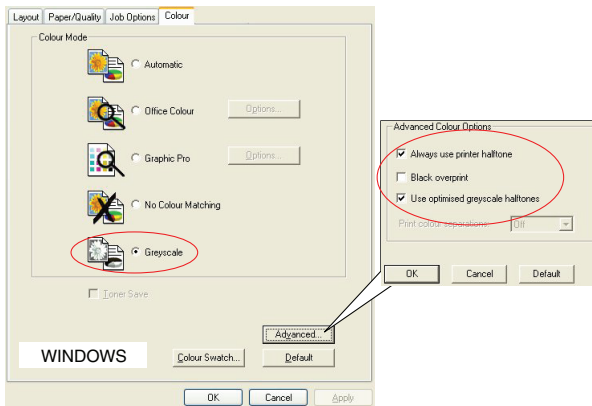 Layout Paper/Quality Job Options Colour
Colour Mode
Automatic
Office Colour Options...
Graphic Pro Options...
No Colour Matching
Greyscale
Toner Save
Advanced...
WINDOWS Colour Swatch... Default
OK Cancel Apply
Advanced Colour Options
Always use printer halftone
Black overprint
Use optimised greyscale halftones
Print colour separations: Off
OK Cancel Default